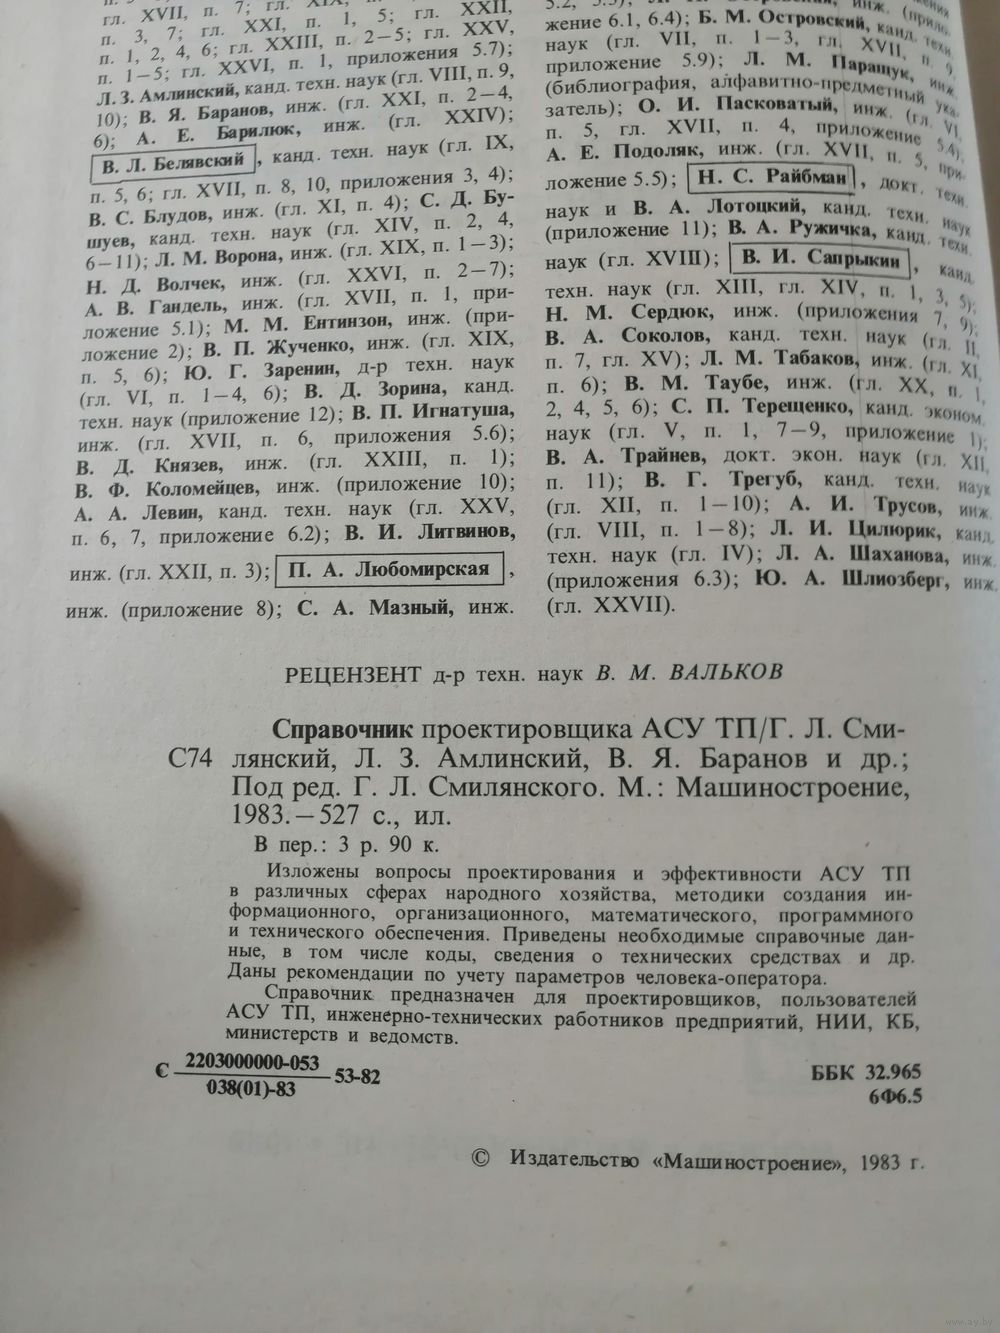 гл. XVII, п. 7; гл. XIX,
п. 3, 7; гл. XXI, п. 1, 5; гл. XXII,
п. 1, 2, 4, 6; гл. XXIII, п. 2—5; гл. XXV,
п. 1—5; гл. XXVI, п. 1, приложения 5.7);
Л. З. Амлинский, канд. техн. наук (гл. VIII, п. 9,
10); В. Я. Баранов, инж. (гл. XXI, п. 2—4,
6); А. Е. Барилюк, инж. (гл. XXIV);
В. Л. Белявский, канд. техн. наук (гл. IX,
п. 5, 6; гл. XVII, п. 8, 10, приложения 3, 4);
В. С. Блудов, инж. (гл. XI, п. 4); С. Д. Бу-
шуев, канд. техн. наук (гл. XIV, п. 2, 4,
6—11); Л. М. Ворона, инж. (гл. XIX, п. 1—3);
Н. Д. Волчек, инж. (гл. XXVI, п. 2—7);
А. В. Гандель, инж. (гл. XVII, п. 1, при-
ложение 5.1); М. М. Ентинзон, инж. (при-
ложение 2); В. П. Жученко, инж. (гл. XIX,
п. 5, 6); Ю. Г. Заренин, д-р техн. наук
(гл. VI, п. 1—4, 6); В. Д. Зорина, канд.
техн. наук (приложение 12); В. П. Игнатуша,
инж. (гл. XVII, п. 6, приложения 5.6);
В. Д. Князев, инж. (гл. XXIII, п. 1);
В. Ф. Коломейцев, инж. (приложение 10);
А. А. Левин, канд. техн. наук (гл. XXV,
п. 6, 7, приложение 6.2); В. И. Литвинов,
инж. (гл. XXII, п. 3); П. А. Любомирская,
инж. (приложение 8); С. А. Мазный, инж.
жение 6.1, 6.4); Б. М. Островский, канд. техн.
наук (гл. VII, п. 1—3, гл. XVII, п. 9,
приложение 5.9); Л. М. Паращук, инж.
(библиография, алфавитно-предметный ука-
затель); О. И. Пасковатый, инж. (гл. VI,
п. 5, гл. XVII, п. 4, приложение 5.4);
А. Е. Подоляк, инж. (гл. XVII, п. 5, при-
ложение 5.5); Н. С. Райбман, докт. техн.
наук и В. А. Лотоцкий, канд. техн. наук
(приложение 11); В. А. Ружичка, канд. техн.
наук (гл. XVIII); В. И. Сапрыкин, канд.
техн. наук (гл. XIII, гл. XIV, п. 1, 3, 5);
Н. М. Сердюк, инж. (приложения 7, 9);
В. А. Соколов, канд. техн. наук (гл. II,
п. 7, гл. XV); Л. М. Табаков, инж. (гл. XI,
п. 6); В. М. Таубе, инж. (гл. XX, п. 1,
2, 4, 5, 6); С. П. Терещенко, канд. эконом.
наук (гл. V, п. 1, 7—9, приложение 1);
В. А. Трайнев, докт. экон. наук (гл. XII,
п. 11); В. Г. Трегуб, канд. техн. наук
(гл. XII, п. 1—10); А. И. Трусов, инж.
(гл. VIII, п. 1—8); Л. И. Цилюрик, канд.
техн. наук (гл. IV); Л. А. Шаханова, инж.
(приложения 6.3); Ю. А. Шлиозберг, инж.
(гл. XXVII).
РЕЦЕНЗЕНТ д-р техн. наук В. М. ВАЛЬКОВ
Справочник проектировщика АСУ ТП/Г. Л. Сми-
С74 лянский, Л. З. Амлинский, В. Я. Баранов и др.;
Под ред. Г. Л. Смилянского. М.: Машиностроение,
1983.—527 с., ил.
В пер.: 3 р. 90 к.
Изложены вопросы проектирования и эффективности АСУ ТП
в различных сферах народного хозяйства, методики создания ин-
формационного, организационного, математического, программного
и технического обеспечения. Приведены необходимые справочные дан-
ные, в том числе коды, сведения о технических средствах и др.
Даны рекомендации по учету параметров человека-оператора.
Справочник предназначен для проектировщиков, пользователей
АСУ ТП, инженерно-технических работников предприятий, НИИ, КБ,
министерств и ведомств.
С 2203000000-053
038(01)-83 53-82
ББК 32.965
6Ф6.5
© Издательство «Машиностроение», 1983 г.
www.ay.by